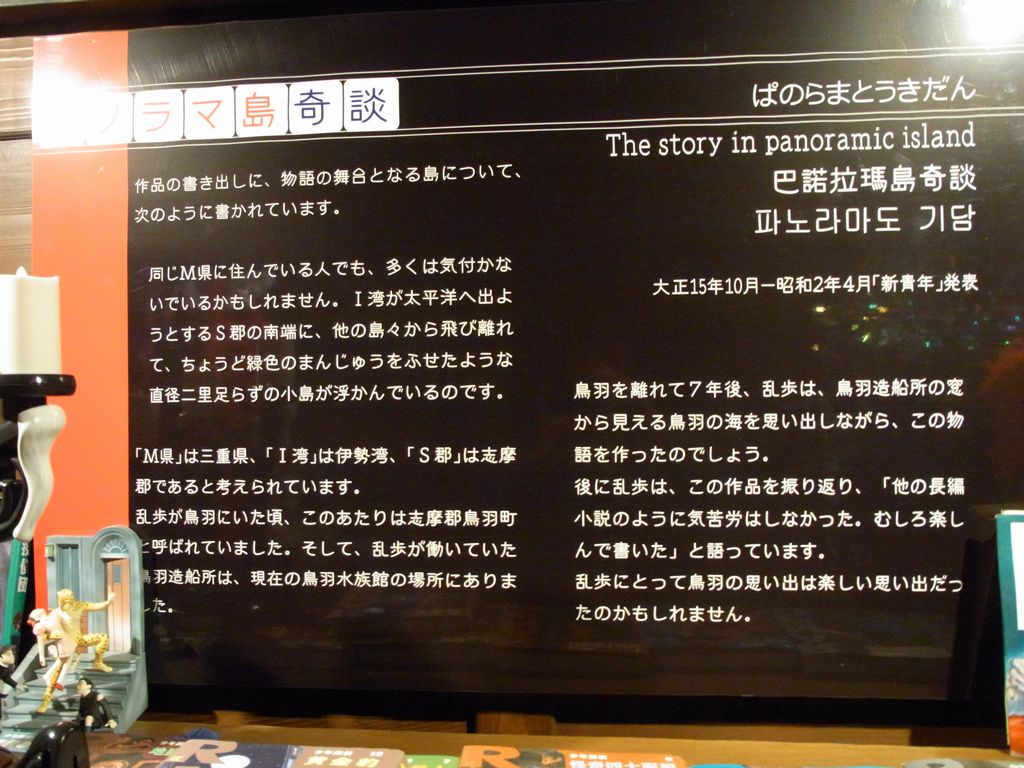 ノラマ島奇談
ぱのらまとうきだん
The story in panoramic island
巴諾拉瑪島奇談
파노라마도 기담
大正15年10月−昭和2年4月「新青年」発表
作品の書き出しに、物語の舞台となる島について、
次のように書かれています。
同じM県に住んでいる人でも、多くは気付かな
いでいるかもしれません。I湾が太平洋へ出よ
うとするS郡の南端に、他の島々から飛び離れ
て、ちょうど緑色のまんじゅうをふせたような
直径二里足らずの小島が浮かんでいるのです。
「M県」は三重県、「I湾」は伊勢湾、「S郡」は志摩
郡であると考えられています。
乱歩が鳥羽にいた頃、このあたりは志摩郡鳥羽町
と呼ばれていました。そして、乱歩が働いていた
鳥羽造船所は、現在の鳥羽水族館の場所にありま
した。
鳥羽を離れて7年後、乱歩は、鳥羽造船所の窓
から見える鳥羽の海を思い出しながら、この物
語を作ったのでしょう。
後に乱歩は、この作品を振り返り、「他の長編
小説のように気苦労はしなかった。むしろ楽し
んで書いた」と語っています。
乱歩にとって鳥羽の思い出は楽しい思い出だっ
たのかもしれません。
探偵団
黄金豹
怪奇四十面相